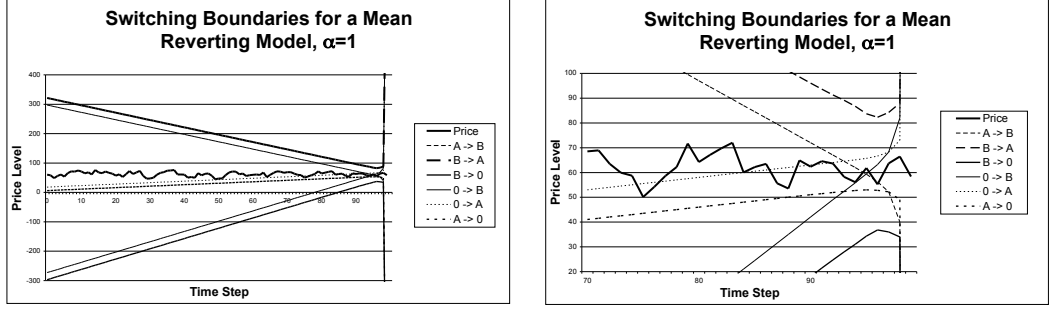 Switching Boundaries for a Mean
Reverting Model, α=1
Price Level
400
300
200
100
0
-100
-200
-300
0
10
20
30
40
50
60
70
80
90
Time Step
Price
A -> B
B -> A
B -> 0
0 -> B
0 -> A
A -> 0
Switching Boundaries for a Mean
Reverting Model, α=1
Price Level
100
90
80
70
60
50
40
30
20
70
80
90
Time Step
Price
A -> B
B -> A
B -> 0
0 -> B
0 -> A
A -> 0